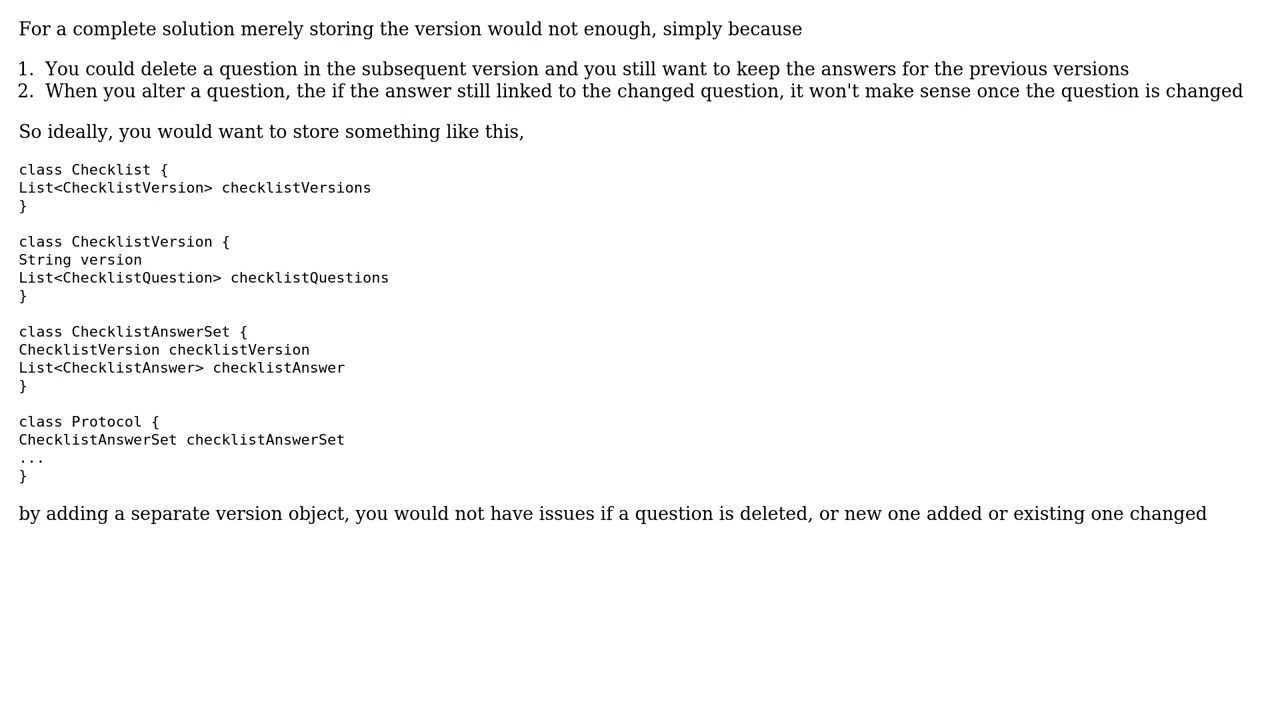 For a complete solution merely storing the version would not enough, simply because
1. You could delete a question in the subsequent version and you still want to keep the answers for the previous versions
2. When you alter a question, the if the answer still linked to the changed question, it won't make sense once the question is changed
So ideally, you would want to store something like this,
class Checklist {
List<ChecklistVersion> checklistVersions
}
class ChecklistVersion {
String version
List<ChecklistQuestion> checklistQuestions
}
class ChecklistAnswerSet {
ChecklistVersion checklistVersion
List<ChecklistAnswer> checklistAnswer
}
class Protocol {
ChecklistAnswerSet checklistAnswerSet
...
}
by adding a separate version object, you would not have issues if a question is deleted, or new one added or existing one changed